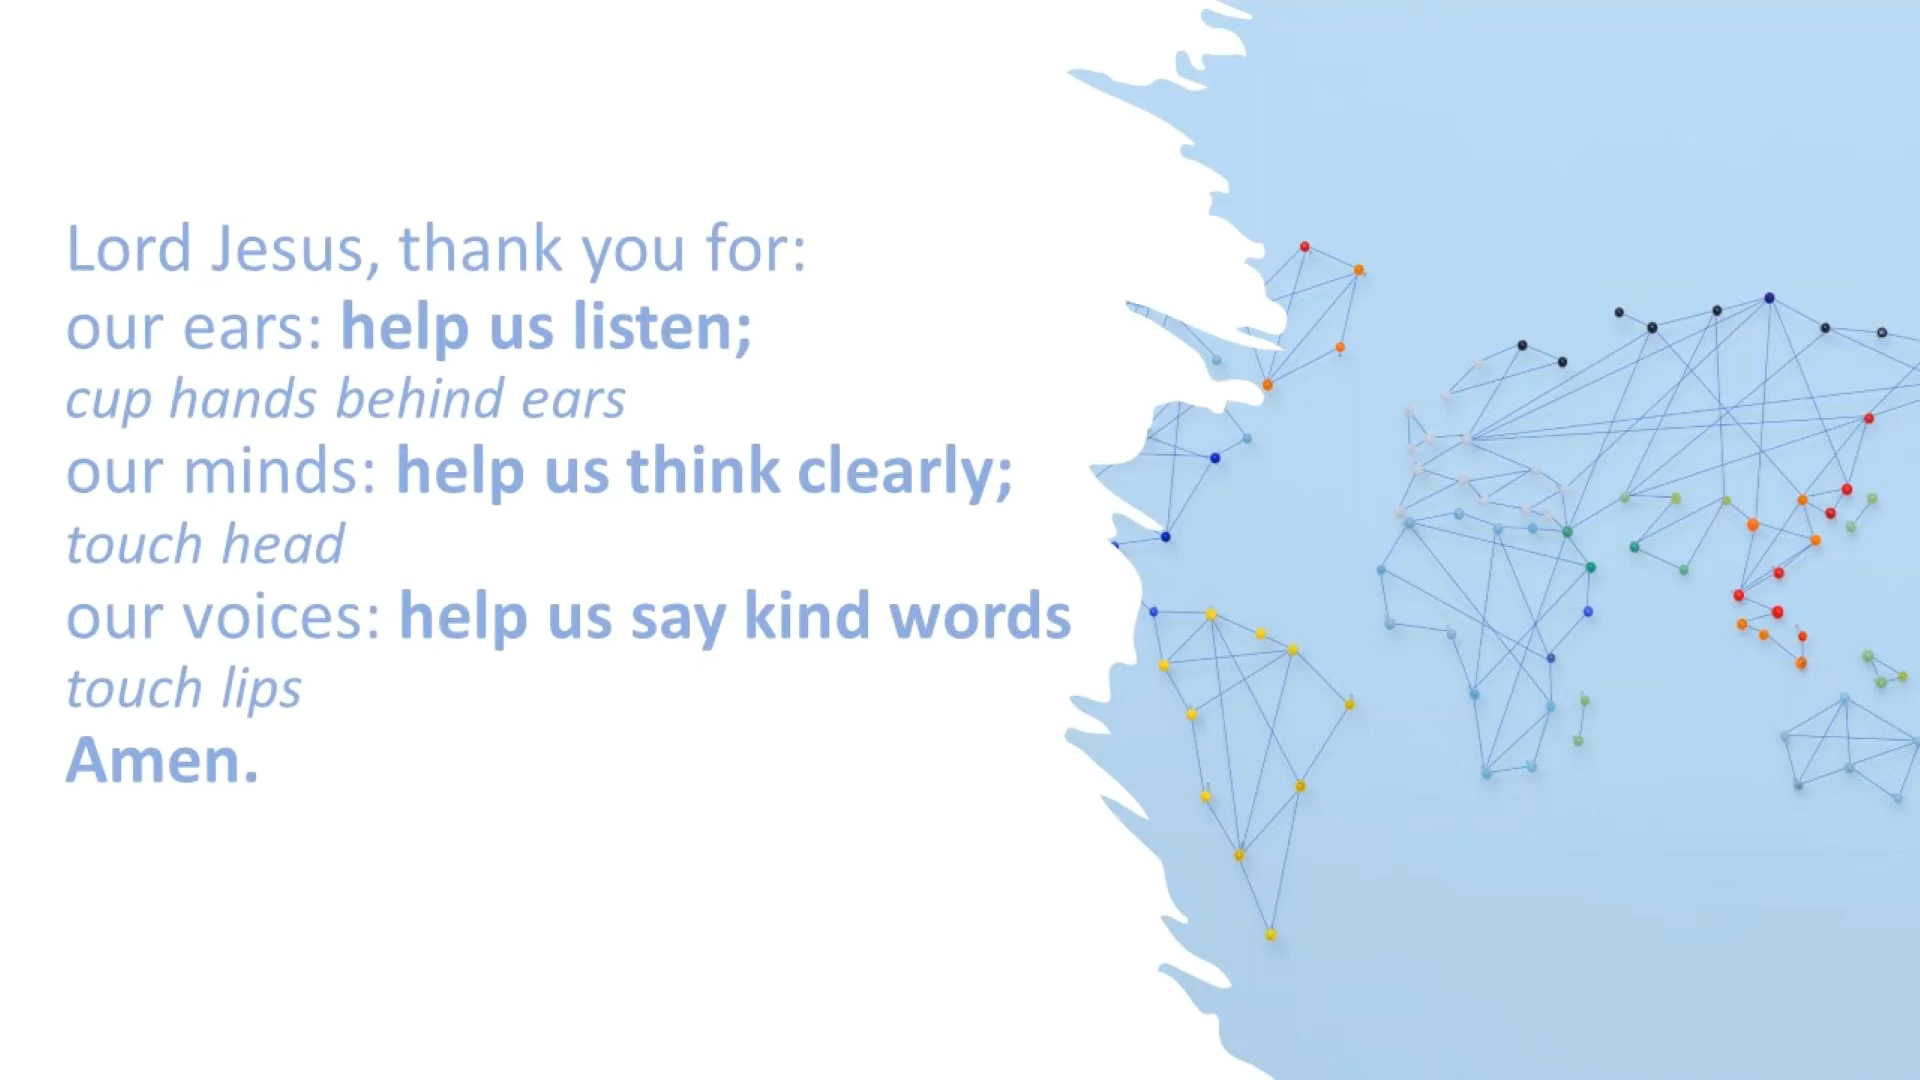 Lord Jesus, thank you for:
our ears: help us listen;
cup hands behind ears
our minds: help us think clearly;
touch head
our voices: help us say kind words
touch lips
Amen.